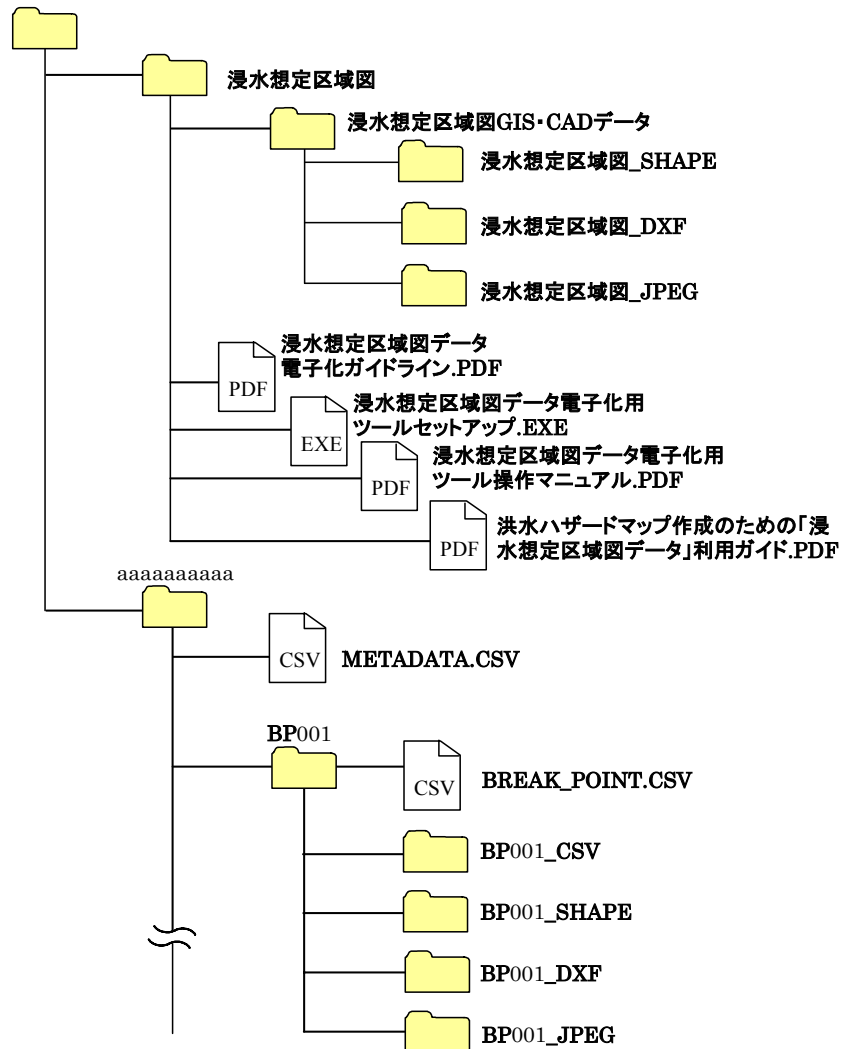 浸水想定区域図
浸水想定区域図GIS・CADデータ
浸水想定区域図_SHAPE
浸水想定区域図_DXF
浸水想定区域図_JPEG
浸水想定区域図データ
電子化ガイドライン.PDF
PDF
浸水想定区域図データ電子化用
ツールセットアップ.EXE
EXE
浸水想定区域図データ電子化用
ツール操作マニュアル.PDF
PDF
洪水ハザードマップ作成のための「浸
水想定区域図データ」利用ガイド.PDF
PDF
aaaaaaaaaa
CSV
METADATA.CSV
BP001
CSV
BREAK_POINT.CSV
BP001_CSV
BP001_SHAPE
BP001_DXF
BP001_JPEG